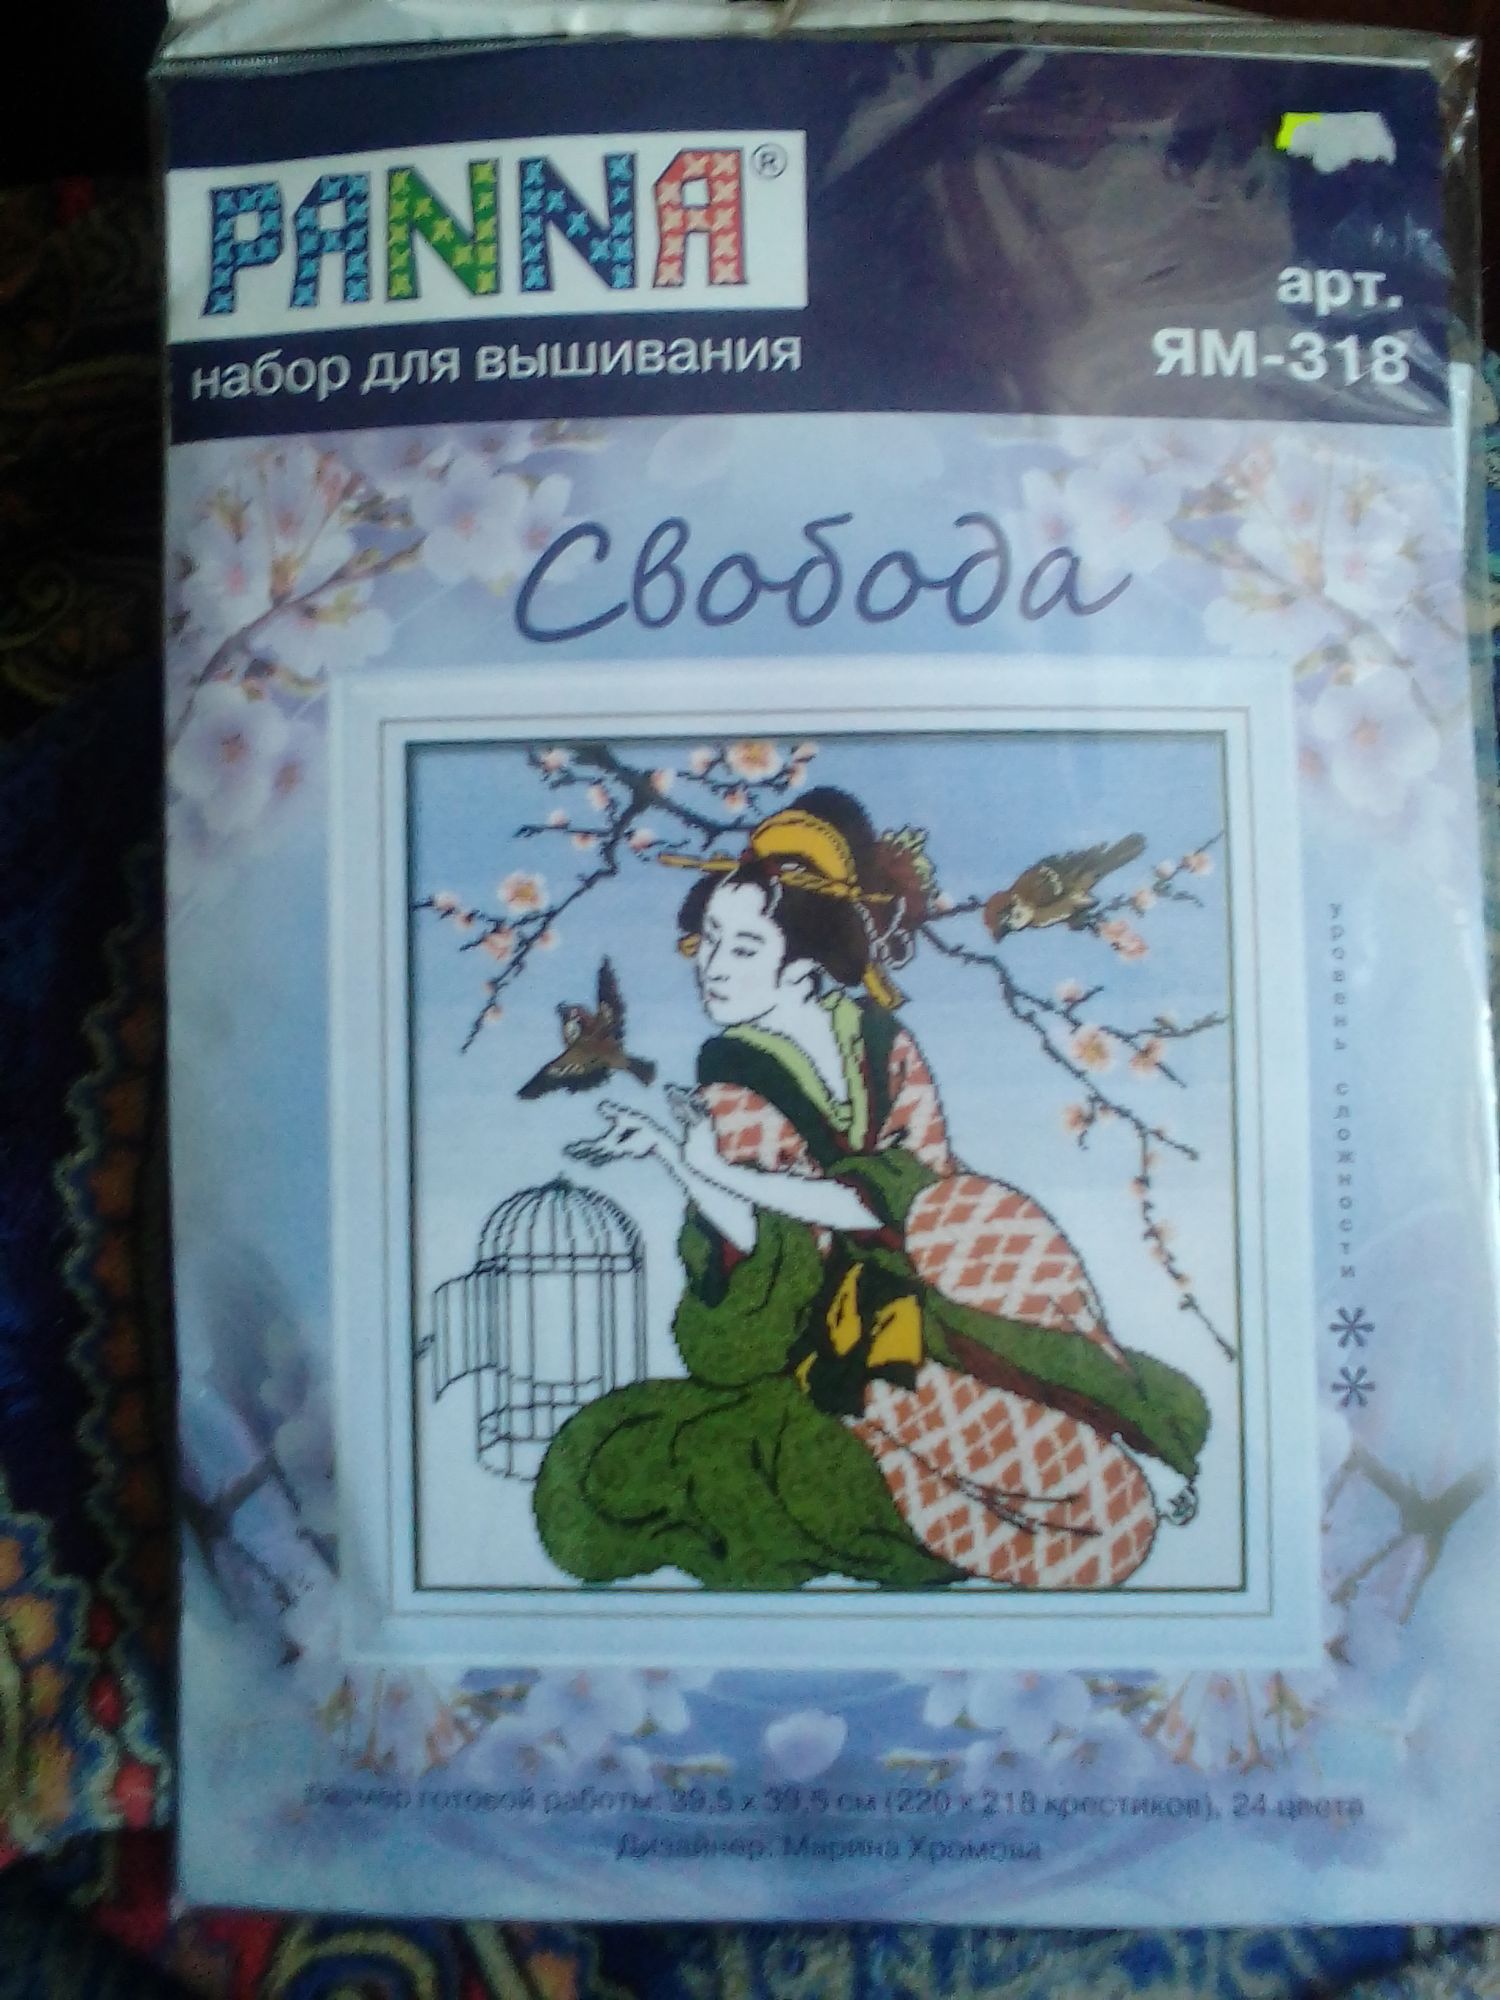 PANNA®
набор для вышивания
арт.
ЯМ-318
Свобода
уровень сложности **
размер готовой работы: 39,5 x 39,5 см (220 x 218 крестиков), 24 цвета
Дизайнер: Марина Хромова